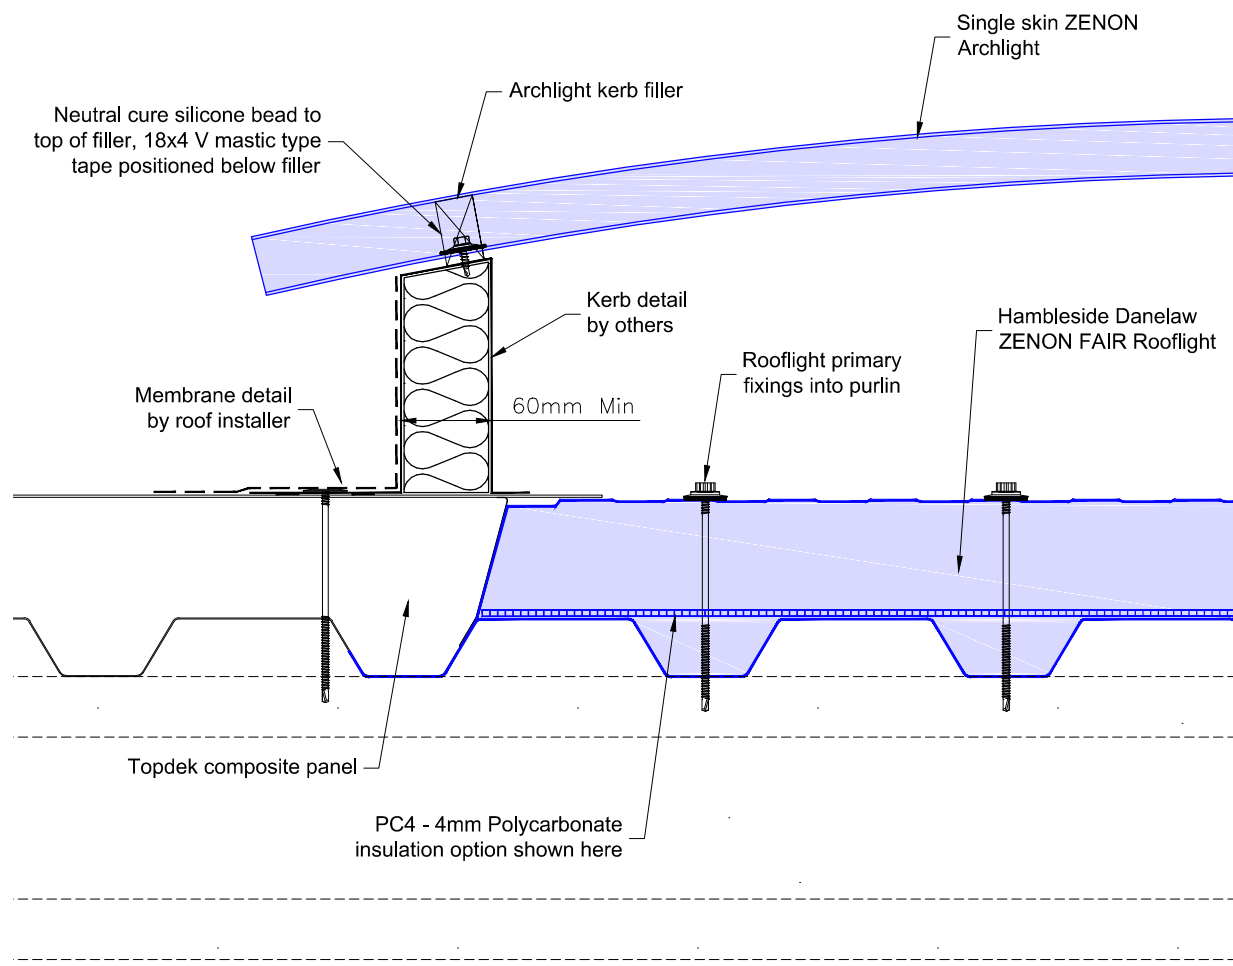 Single skin ZENON
Archlight
Archlight kerb filler
Neutral cure silicone bead to
top of filler, 18x4 V mastic type
tape positioned below filler
Kerb detail
by others
Hambleside Danelaw
ZENON FAIR Rooflight
Rooflight primary
fixings into purlin
Membrane detail
by roof installer
60mm Min
Topdek composite panel
PC4 - 4mm Polycarbonate
insulation option shown here